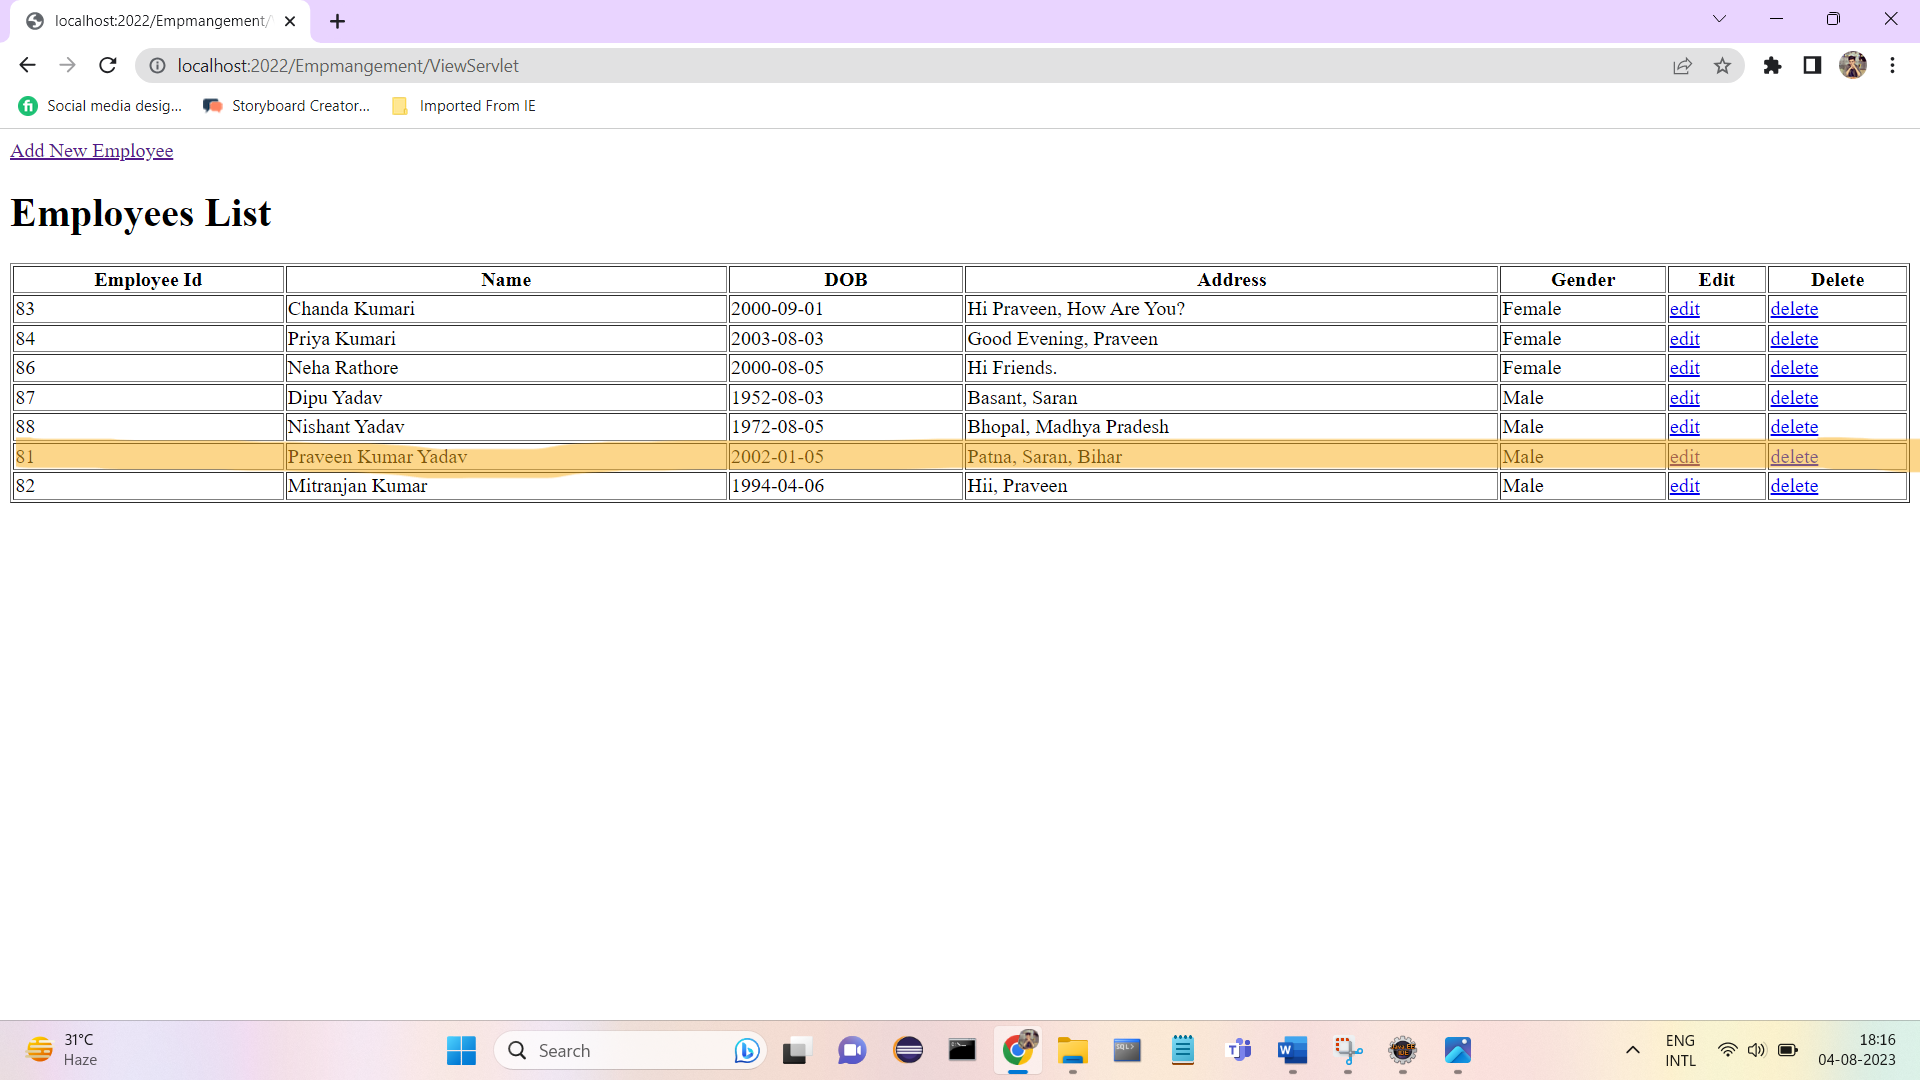 localhost:2022/Empmangement/
localhost:2022/Empmangement/ViewServlet
Social media desig... Storyboard Creator... Imported From IE
Add New Employee
Employees List
Employee Id Name DOB Address Gender Edit Delete
83 Chanda Kumari 2000-09-01 Hi Praveen, How Are You? Female edit delete
84 Priya Kumari 2003-08-03 Good Evening, Praveen Female edit delete
86 Neha Rathore 2000-08-05 Hi Friends. Female edit delete
87 Dipu Yadav 1952-08-03 Basant, Saran Male edit delete
88 Nishant Yadav 1972-08-05 Bhopal, Madhya Pradesh Male edit delete
81 Praveen Kumar Yadav 2002-01-05 Patna, Saran, Bihar Male edit delete
82 Mitranjan Kumar 1994-04-06 Hii, Praveen Male edit delete
31°C
Haze
Search
ENG
INTL
18:16
04-08-2023